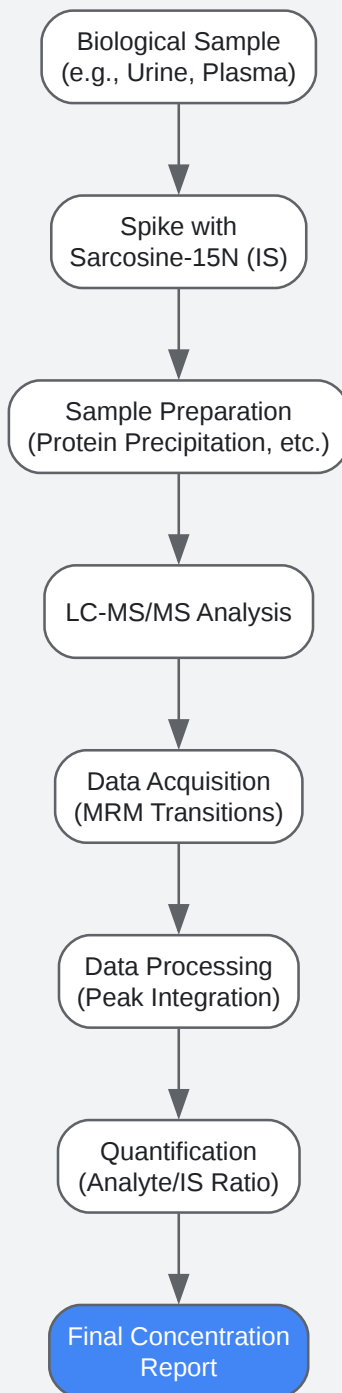 Biological Sample
(e.g., Urine, Plasma)
Spike with
Sarcosine-15N (IS)
Sample Preparation
(Protein Precipitation, etc.)
LC-MS/MS Analysis
Data Acquisition
(MRM Transitions)
Data Processing
(Peak Integration)
Quantification
(Analyte/IS Ratio)
Final Concentration
Report